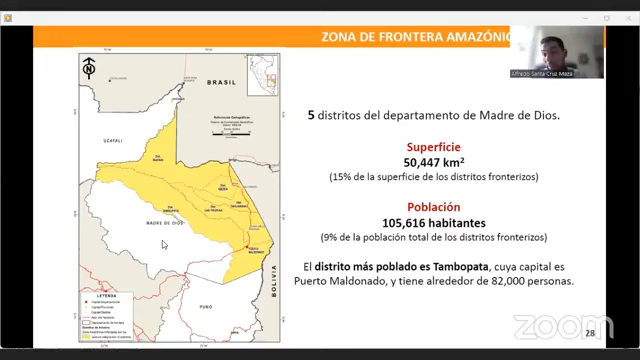 ZONA DE FRONTERA AMAZÓNIC
Alfredo Santa Cruz Maza
BRASIL
UCAYALI
MADRE DE DIOS
BOLIVIA
PUNO
LEYENDA
5 distritos del departamento de Madre de Dios.
Superficie
50,447 km²
(15% de la superficie de los distritos fronterizos)
Población
105,616 habitantes
(9% de la población total de los distritos fronterizos)
El distrito más poblado es Tambopata, cuya capital es
Puerto Maldonado, y tiene alrededor de 82,000 personas.
zoom
28